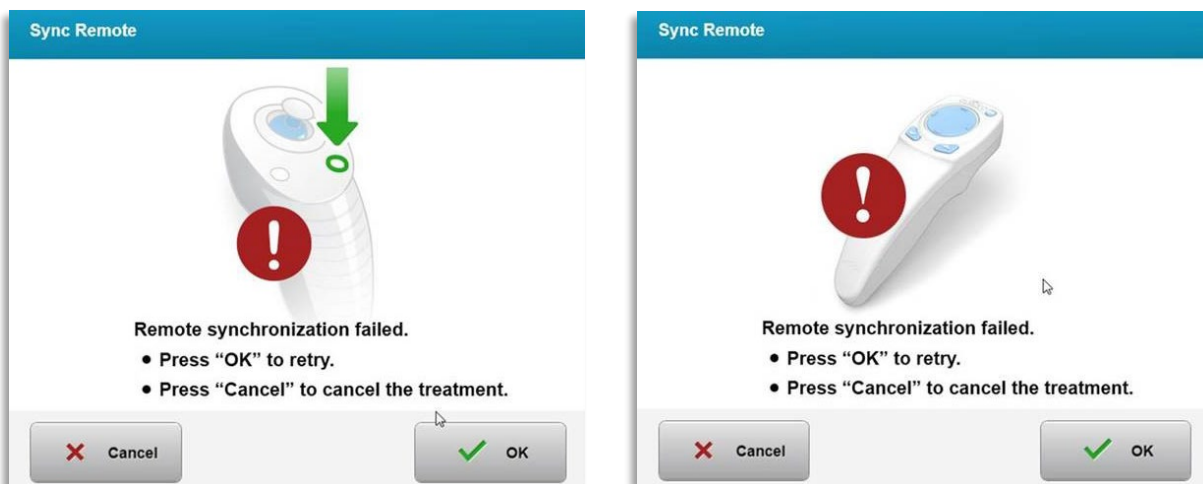 Sync Remote
Remote synchronization failed.
• Press “OK” to retry.
• Press “Cancel” to cancel the treatment.
Cancel
OK
Sync Remote
Remote synchronization failed.
• Press “OK” to retry.
• Press “Cancel” to cancel the treatment.
Cancel
OK